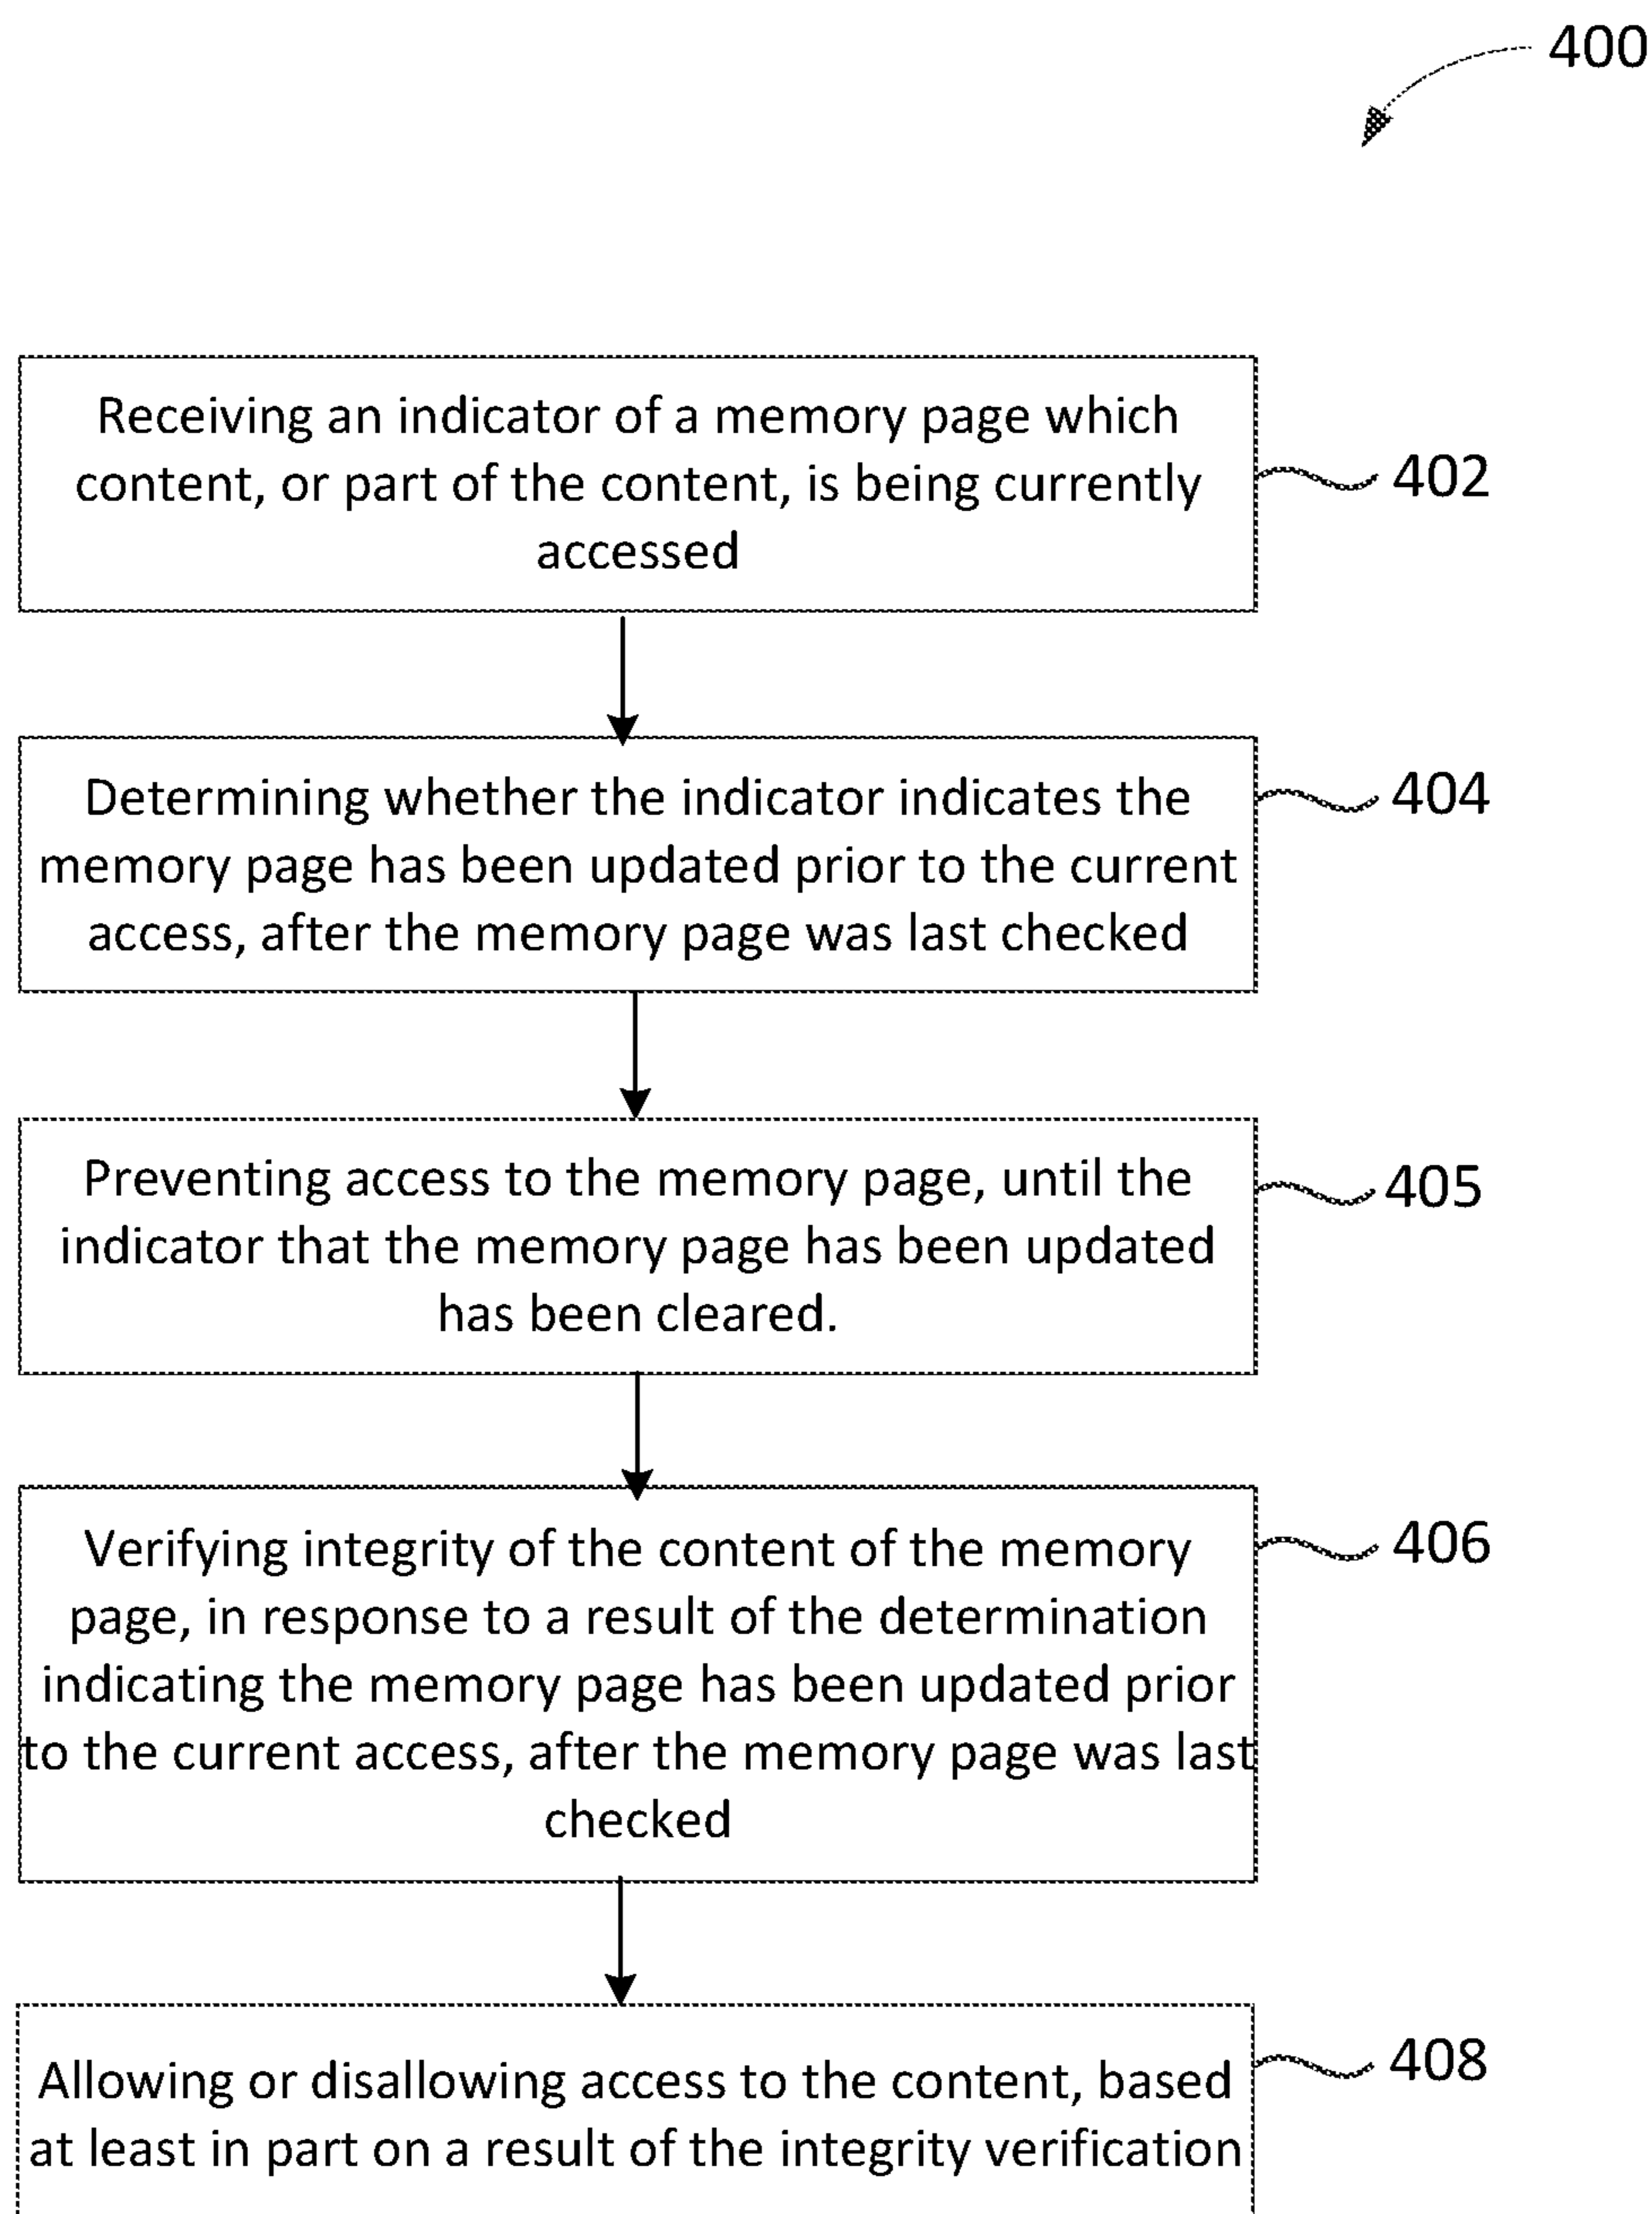 400
Receiving an indicator of a memory page which
content, or part of the content, is being currently
accessed
402
Determining whether the indicator indicates the
memory page has been updated prior to the current
access, after the memory page was last checked
404
Preventing access to the memory page, until the
indicator that the memory page has been updated
has been cleared.
405
Verifying integrity of the content of the memory
page, in response to a result of the determination
indicating the memory page has been updated prior
to the current access, after the memory page was last
checked
406
Allowing or disallowing access to the content, based
at least in part on a result of the integrity verification
408